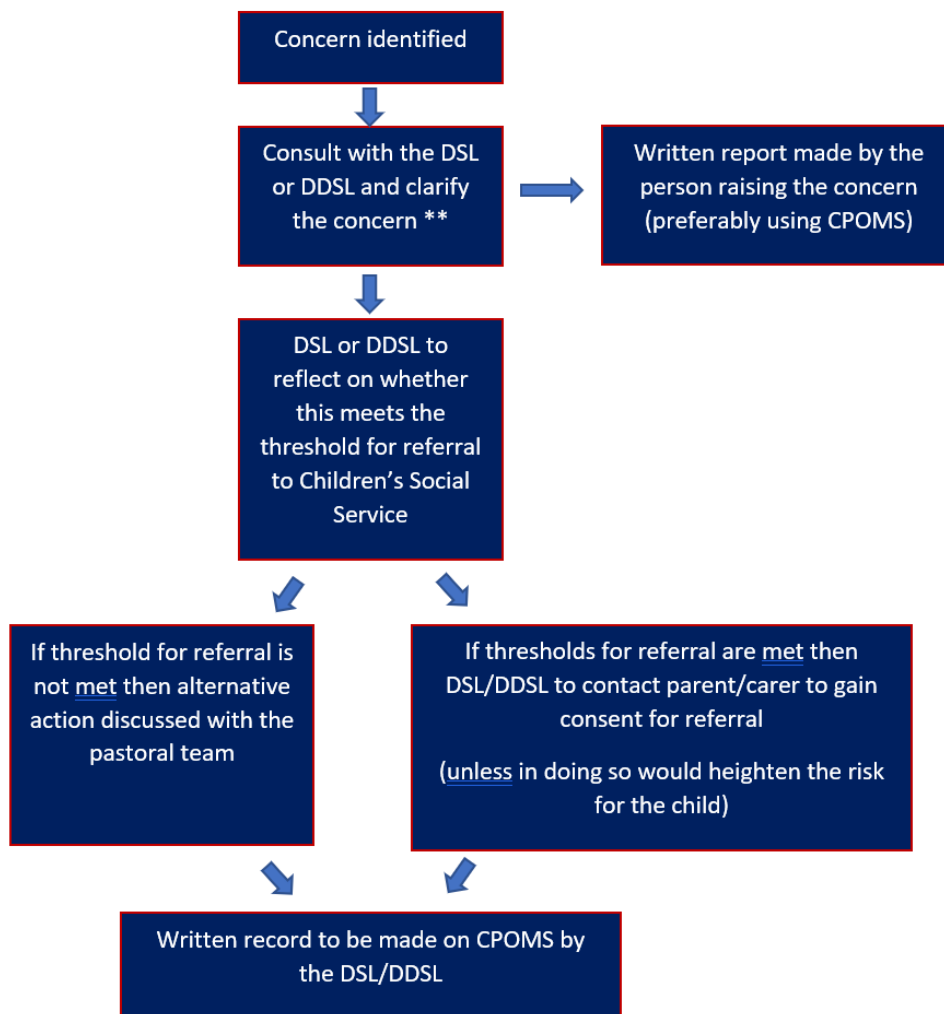 Concern identified
Consult with the DSL
or DDSL and clarify
the concern **
Written report made by the
person raising the concern
(preferably using CPOMS)
DSL or DDSL to
reflect on whether
this meets the
threshold for referral
to Children’s Social
Service
If threshold for referral is
not met then alternative
action discussed with the
pastoral team
If thresholds for referral are met then
DSL/DDSL to contact parent/carer to gain
consent for referral
(unless in doing so would heighten the risk
for the child)
Written record to be made on CPOMS by
the DSL/DDSL